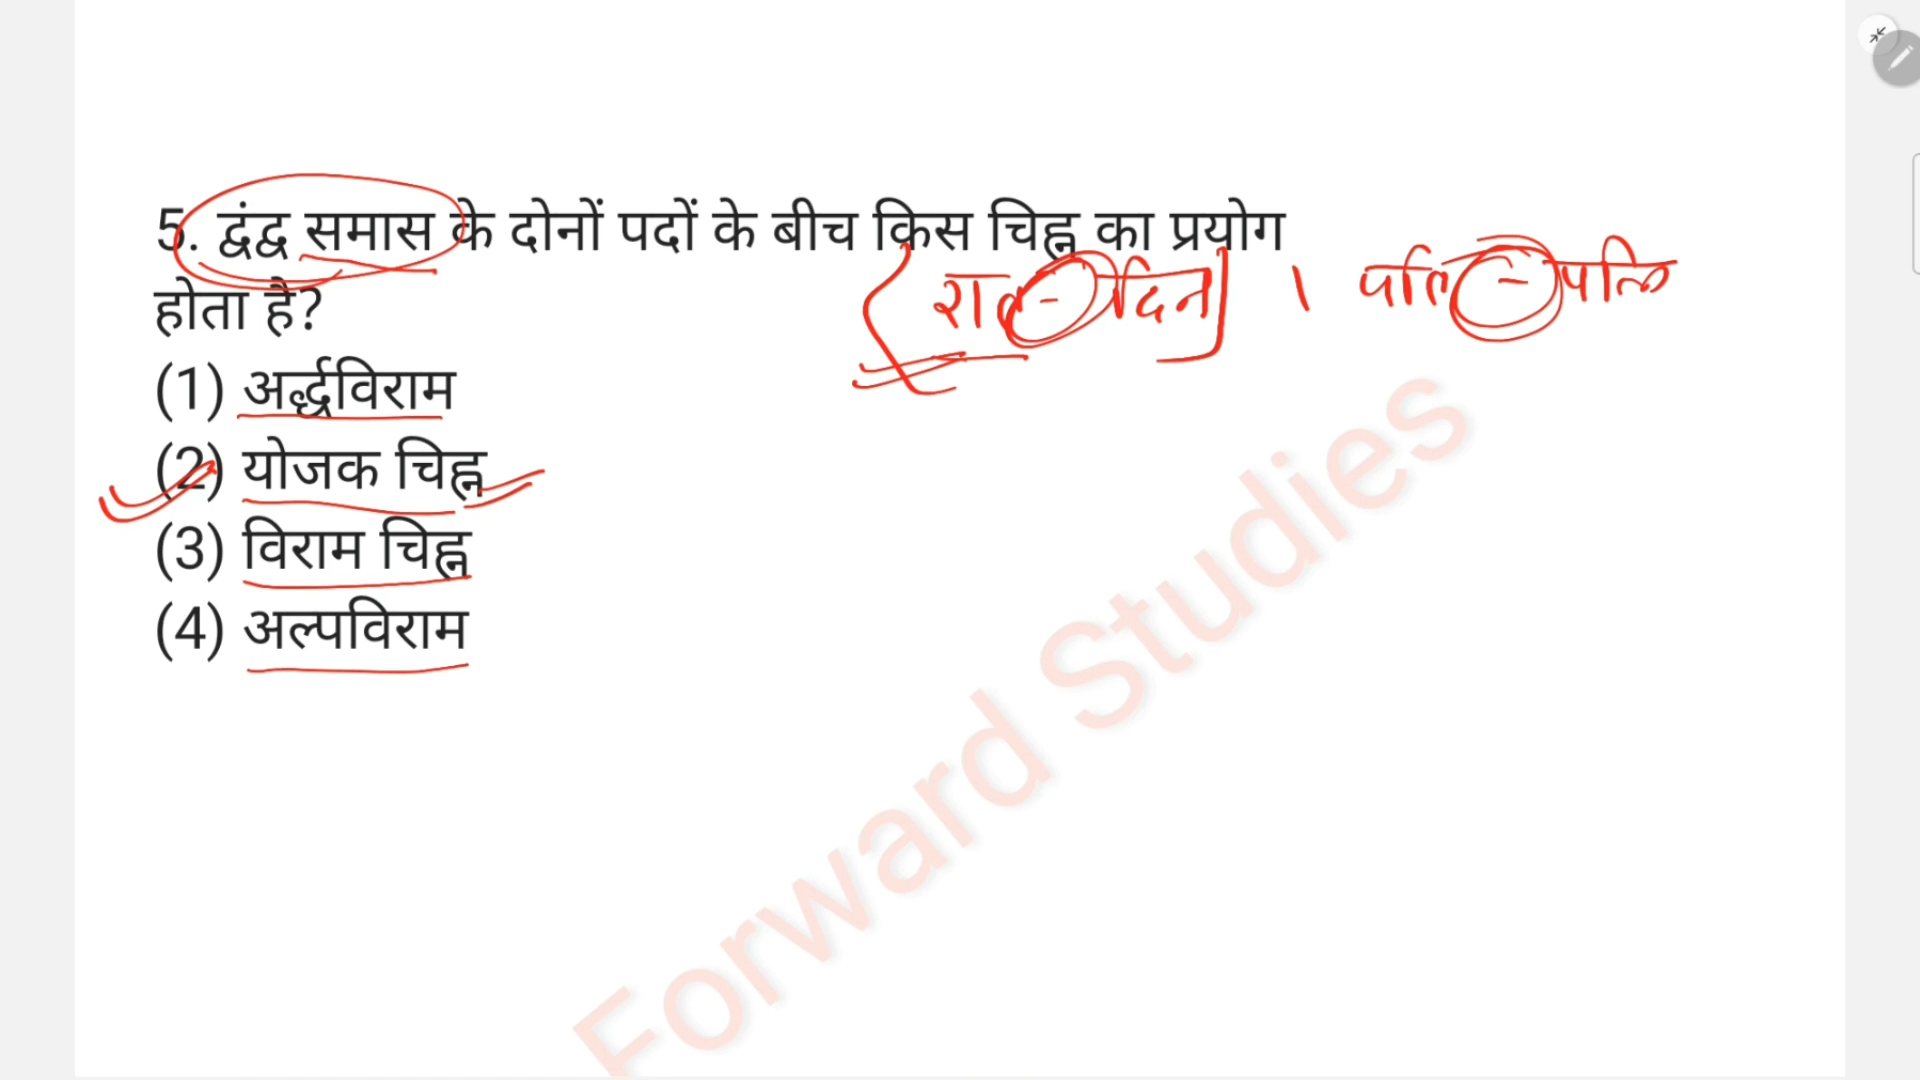 5. द्वंद्व समास के दोनों पदों के बीच किस चिह्न का प्रयोग
होता है?
रात - दिन । पति - पत्नि
(1) अर्द्धविराम
(2) योजक चिह्न
(3) विराम चिह्न
(4) अल्पविराम
Forward Studies